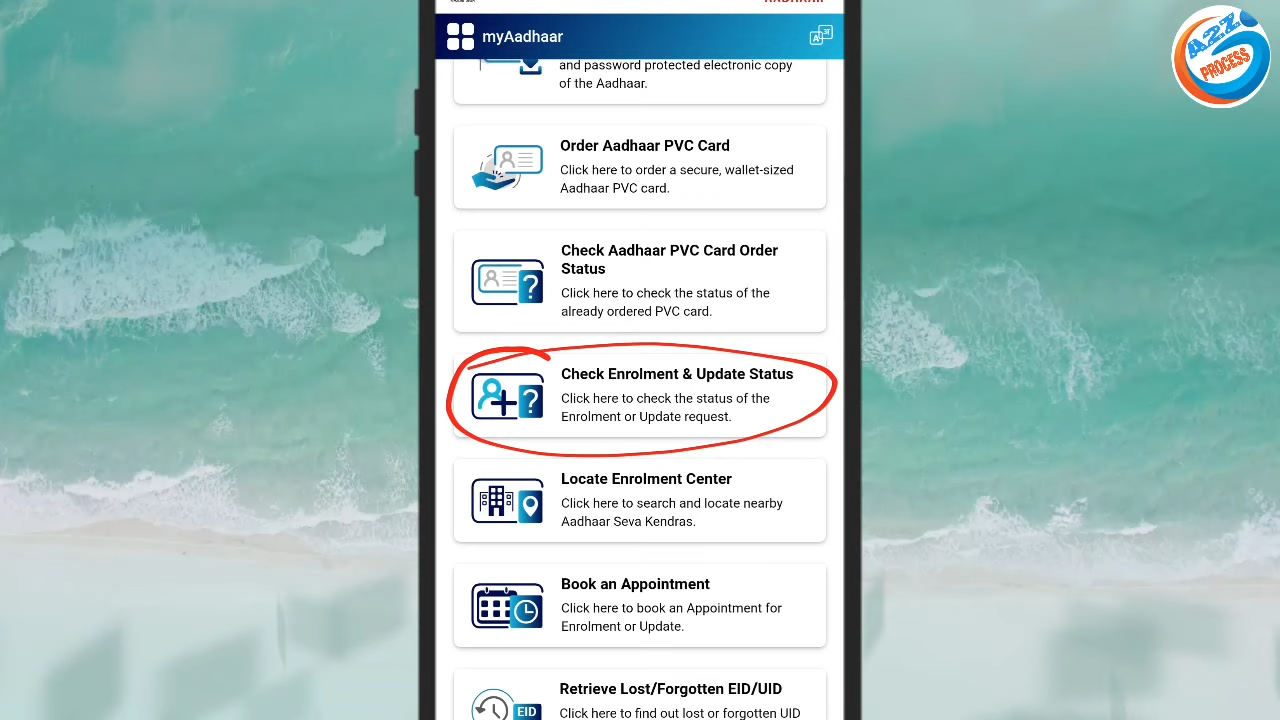 myAadhaar
A2Z
PROCESS
and password protected electronic copy
of the Aadhaar.
Order Aadhaar PVC Card
Click here to order a secure, wallet-sized
Aadhaar PVC card.
Check Aadhaar PVC Card Order
Status
Click here to check the status of the
already ordered PVC card.
Check Enrolment & Update Status
Click here to check the status of the
Enrolment or Update request.
Locate Enrolment Center
Click here to search and locate nearby
Aadhaar Seva Kendras.
Book an Appointment
Click here to book an Appointment for
Enrolment or Update.
Retrieve Lost/Forgotten EID/UID
EID
Click here to find out lost or forgotten UID